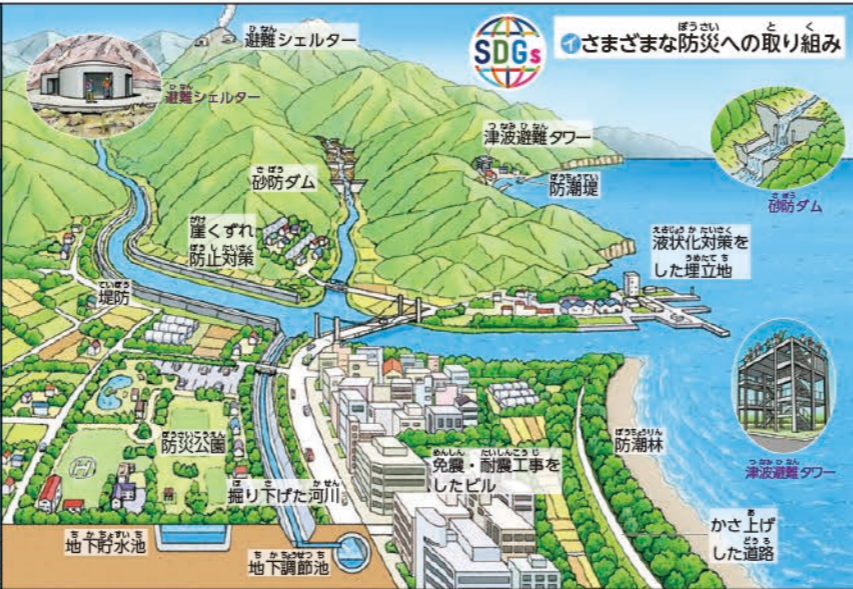 SDGs
イさまざまな防災への取り組み
避難シェルター
避難シェルター
津波避難タワー
防潮堤
砂防ダム
砂防ダム
崖くずれ
防止対策
液状化対策を
した埋立地
堤防
防災公園
H
掘り下げた河川
免震・耐震工事を
したビル
防潮林
津波避難タワー
かさ上げ
した道路
地下貯水池
地下調節池